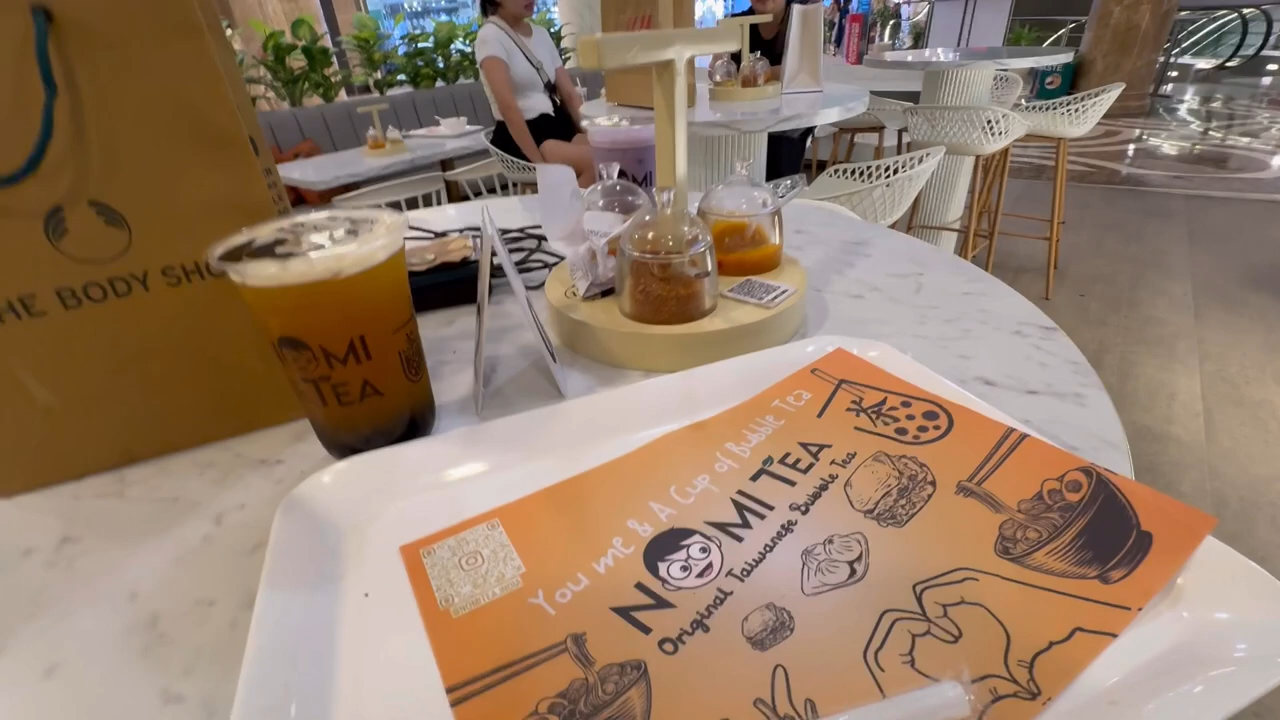 THE BODY SHO
NOMI
TEA
You me & A Cup of Bubble Tea
NOMI TEA
Original Taiwanese Bubble Tea
茶